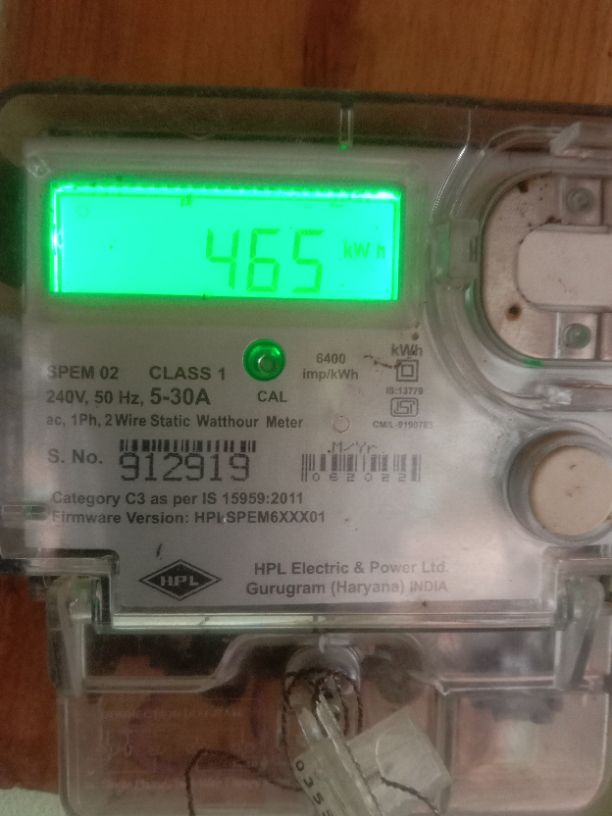 465 kWh
SPEM 02 CLASS 1
6400 imp/kWh
kWh
240V, 50 Hz, 5-30A
CAL
IS:13779
ac, 1Ph, 2 Wire Static Watthour Meter
CM/L-9190783
S. No. 912919
M/Yr
062022
Category C3 as per IS 15959:2011
Firmware Version: HPLSPEM6XXX01
HPL
HPL Electric & Power Ltd.
Gurugram (Haryana) INDIA